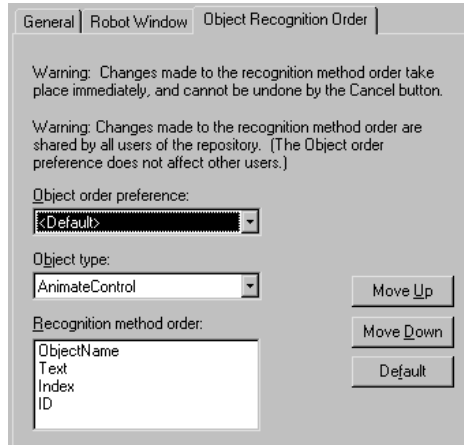 General
Robot Window
Object Recognition Order
Warning: Changes made to the recognition method order take
place immediately, and cannot be undone by the Cancel button.
Warning: Changes made to the recognition method order are
shared by all users of the repository. (The Object order
preference does not affect other users.)
Object order preference:
<Default>
Object type:
AnimateControl
Recognition method order:
ObjectName
Text
Index
ID
Move Up
Move Down
Default